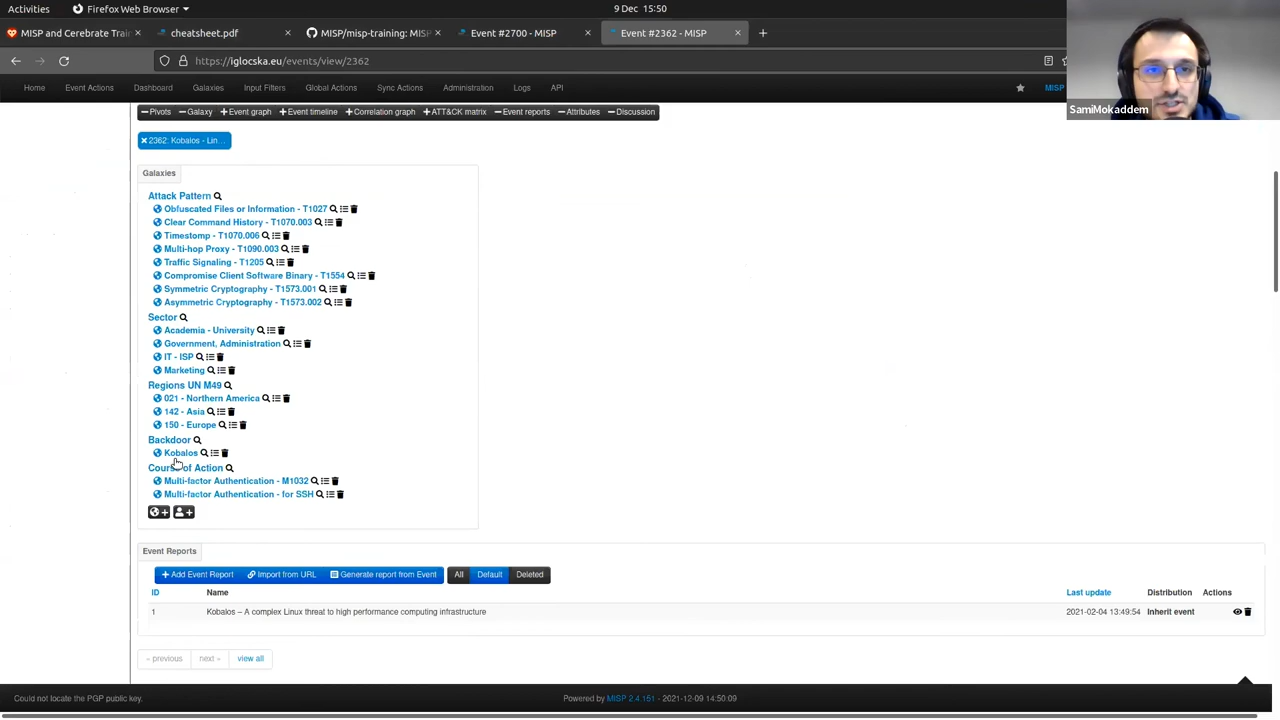 Activities Firefox Web Browser 9 Dec 15:50
MISP and Cerebrate Trai cheatsheet.pdf MISP/misp-training: MISP Event #2700 - MISP Event #2362 - MISP
https://iglocska.eu/events/view/2362
Home Event Actions Dashboard Galaxies Input Filters Global Actions Sync Actions Administration Logs API MISP
SamiMokaddem
Pivots Galaxy Event graph Event timeline Correlation graph ATT&CK matrix Event reports Attributes Discussion
2362: Kobalos - Lin...
Galaxies
Attack Pattern
Obfuscated Files or Information - T1027
Clear Command History - T1070.003
Timestomp - T1070.006
Multi-hop Proxy - T1090.003
Traffic Signaling - T1205
Compromise Client Software Binary - T1554
Symmetric Cryptography - T1573.001
Asymmetric Cryptography - T1573.002
Sector
Academia - University
Government, Administration
IT - ISP
Marketing
Regions UN M49
021 - Northern America
142 - Asia
150 - Europe
Backdoor
Kobalos
Course of Action
Multi-factor Authentication - M1032
Multi-factor Authentication - for SSH
Event Reports
Add Event Report Import from URL Generate report from Event All Default Deleted
ID Name Last update Distribution Actions
1 Kobalos – A complex Linux threat to high performance computing infrastructure 2021-02-04 13:49:54 Inherit event
« previous next » view all
Could not locate the PGP public key. Powered by MISP 2.4.151 - 2021-12-09 14:50:09